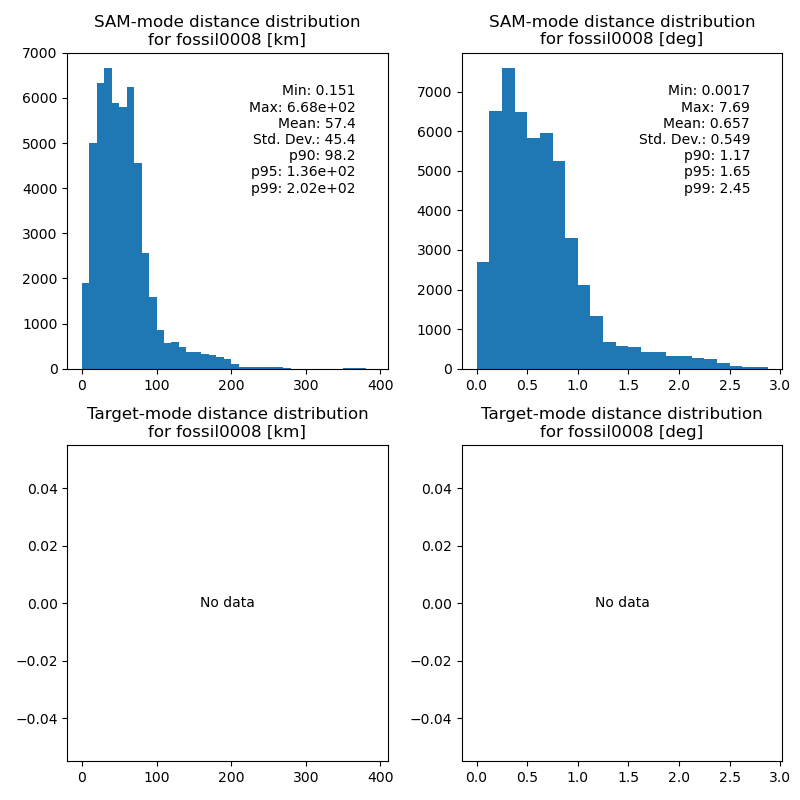 SAM-mode distance distribution
for fossil0008 [km]
7000
6000
5000
4000
3000
2000
1000
0
Min: 0.151
Max: 6.68e+02
Mean: 57.4
Std. Dev.: 45.4
p90: 98.2
p95: 1.36e+02
p99: 2.02e+02
0 100 200 300 400
SAM-mode distance distribution
for fossil0008 [deg]
7000
6000
5000
4000
3000
2000
1000
0
Min: 0.0017
Max: 7.69
Mean: 0.657
Std. Dev.: 0.549
p90: 1.17
p95: 1.65
p99: 2.45
0.0 0.5 1.0 1.5 2.0 2.5 3.0
Target-mode distance distribution
for fossil0008 [km]
0.04
0.02
0.00
−0.02
−0.04
No data
0 100 200 300 400
Target-mode distance distribution
for fossil0008 [deg]
0.04
0.02
0.00
−0.02
−0.04
No data
0.0 0.5 1.0 1.5 2.0 2.5 3.0